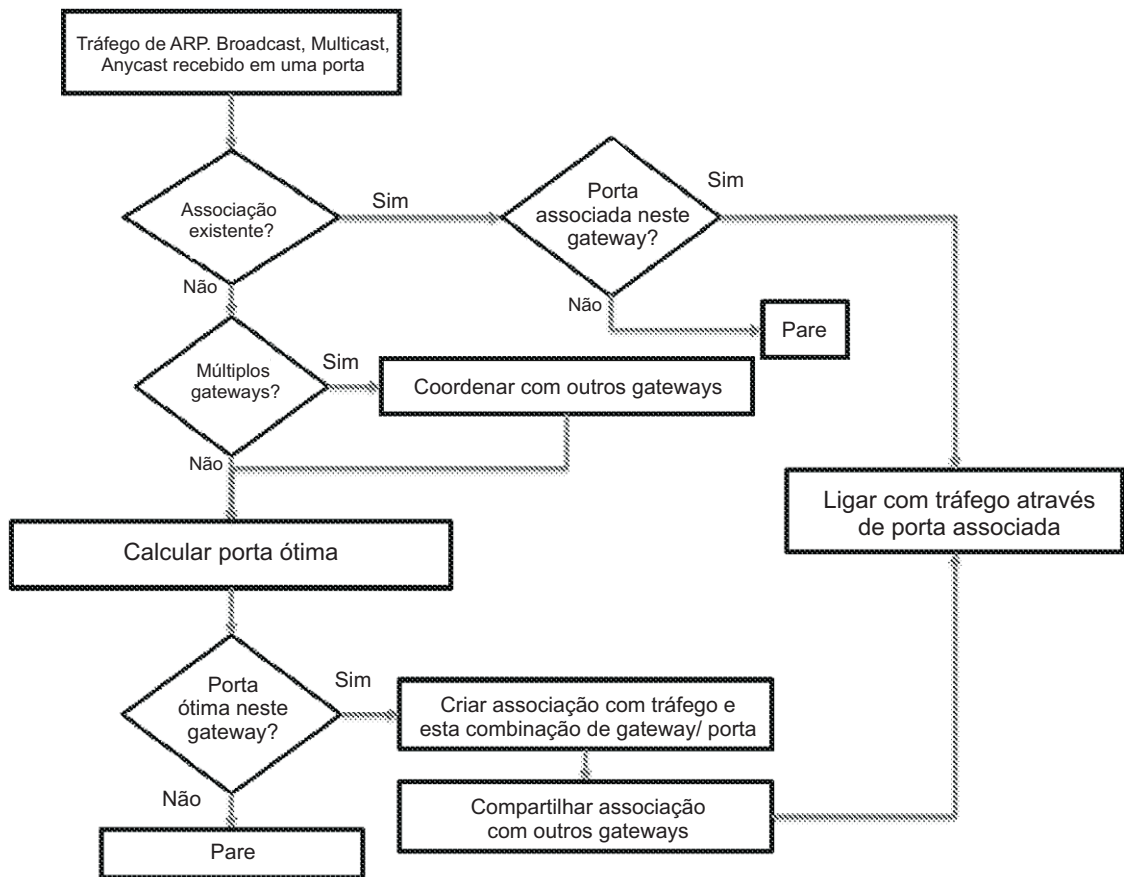 Tráfego de ARP. Broadcast, Multicast,
Anycast recebido em uma porta
Associação
existente?
Sim
Não
Porta
associada neste
gateway?
Sim
Não
Pare
Múltiplos
gateways?
Sim
Não
Coordenar com outros gateways
Ligar com tráfego através
de porta associada
Calcular porta ótima
Porta
ótima neste
gateway?
Sim
Não
Criar associação com tráfego e
esta combinação de gateway/ porta
Compartilhar associação
com outros gateways
Pare